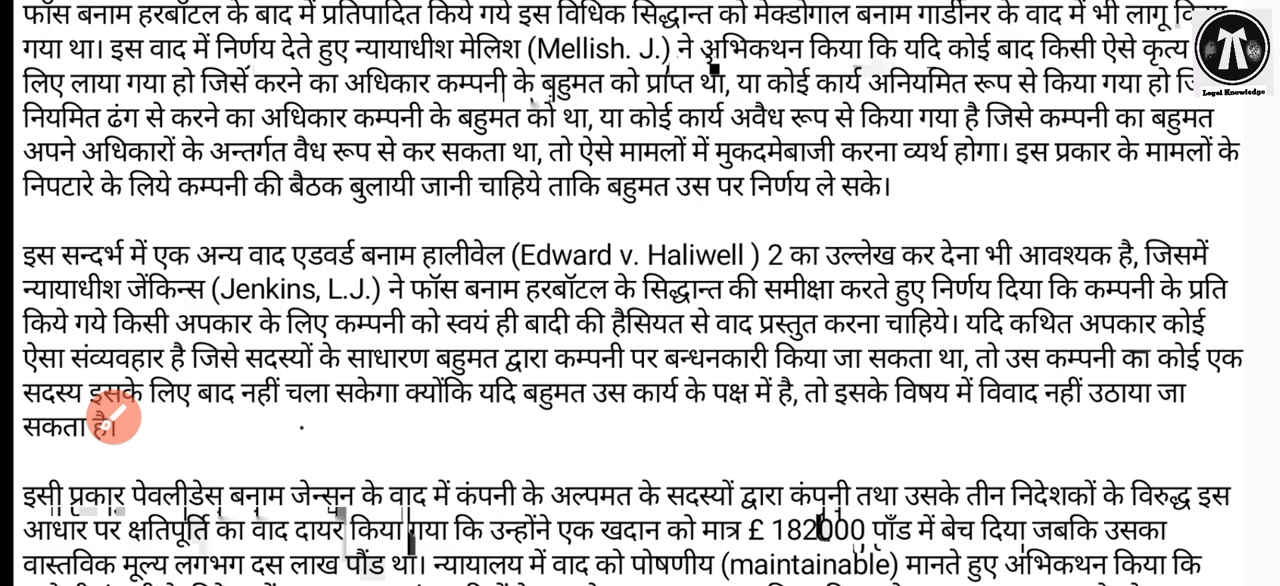 फॉस बनाम हरबॉटल के बाद में प्रतिपादित किये गये इस विधिक सिद्धान्त को मेक्डोगाल बनाम गार्डीनर के वाद में भी लागू
गया था। इस वाद में निर्णय देते हुए न्यायाधीश मेलिश (Mellish. J.) ने अभिकथन किया कि यदि कोई बाद किसी ऐसे कृत्य
लिए लाया गया हो जिसे करने का अधिकार कम्पनी के बहुमत को प्राप्त था, या कोई कार्य अनियमित रूप से किया गया हो
नियमित ढंग से करने का अधिकार कम्पनी के बहुमत को था, या कोई कार्य अवैध रूप से किया गया है जिसे कम्पनी का बहुमत
अपने अधिकारों के अन्तर्गत वैध रूप से कर सकता था, तो ऐसे मामलों में मुकदमेबाजी करना व्यर्थ होगा। इस प्रकार के मामलों के
निपटारे के लिये कम्पनी की बैठक बुलायी जानी चाहिये ताकि बहुमत उस पर निर्णय ले सके।
इस सन्दर्भ में एक अन्य वाद एडवर्ड बनाम हालीवेल (Edward v. Haliwell ) 2 का उल्लेख कर देना भी आवश्यक है, जिसमें
न्यायाधीश जेंकिन्स (Jenkins, L.J.) ने फॉस बनाम हरबॉटल के सिद्धान्त की समीक्षा करते हुए निर्णय दिया कि कम्पनी के प्रति
किये गये किसी अपकार के लिए कम्पनी को स्वयं ही बादी की हैसियत से वाद प्रस्तुत करना चाहिये। यदि कथित अपकार कोई
ऐसा संव्यवहार है जिसे सदस्यों के साधारण बहुमत द्वारा कम्पनी पर बन्धनकारी किया जा सकता था, तो उस कम्पनी का कोई एक
सदस्य इसके लिए बाद नहीं चला सकेगा क्योंकि यदि बहुमत उस कार्य के पक्ष में है, तो इसके विषय में विवाद नहीं उठाया जा
सकता है।
इसी प्रकार पेवलीडेस बनाम जेन्सन के वाद में कंपनी के अल्पमत के सदस्यों द्वारा कंपनी तथा उसके तीन निदेशकों के विरुद्ध इस
आधार पर क्षतिपूर्ति का वाद दायर किया गया कि उन्होंने एक खदान को मात्र £ 182000 पौंड में बेच दिया जबकि उसका
वास्तविक मूल्य लगभग दस लाख पौंड था। न्यायालय में वाद को पोषणीय (maintainable) मानते हुए अभिकथन किया कि
Legel Knowledge